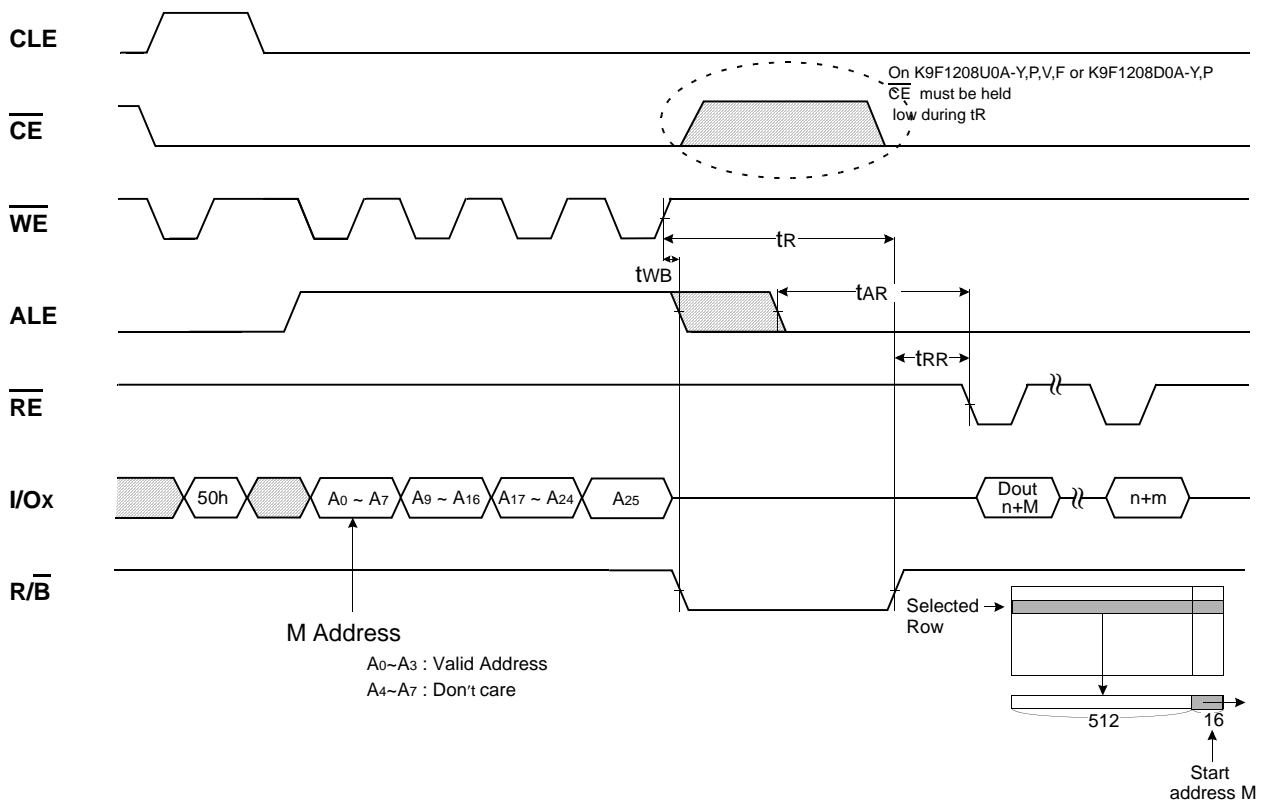 CLE
On K9F1208U0A-Y,P,V,F or K9F1208D0A-Y,P
CE must be held
low during tR
CE
WE
tR
tWB
tAR
ALE
tRR
RE
I/Ox
50h
A0 ~ A7
A9 ~ A16
A17 ~ A24
A25
Dout
n+M
n+m
R/B
Selected
Row
M Address
A0~A3 : Valid Address
A4~A7 : Don't care
512
16
Start
address M